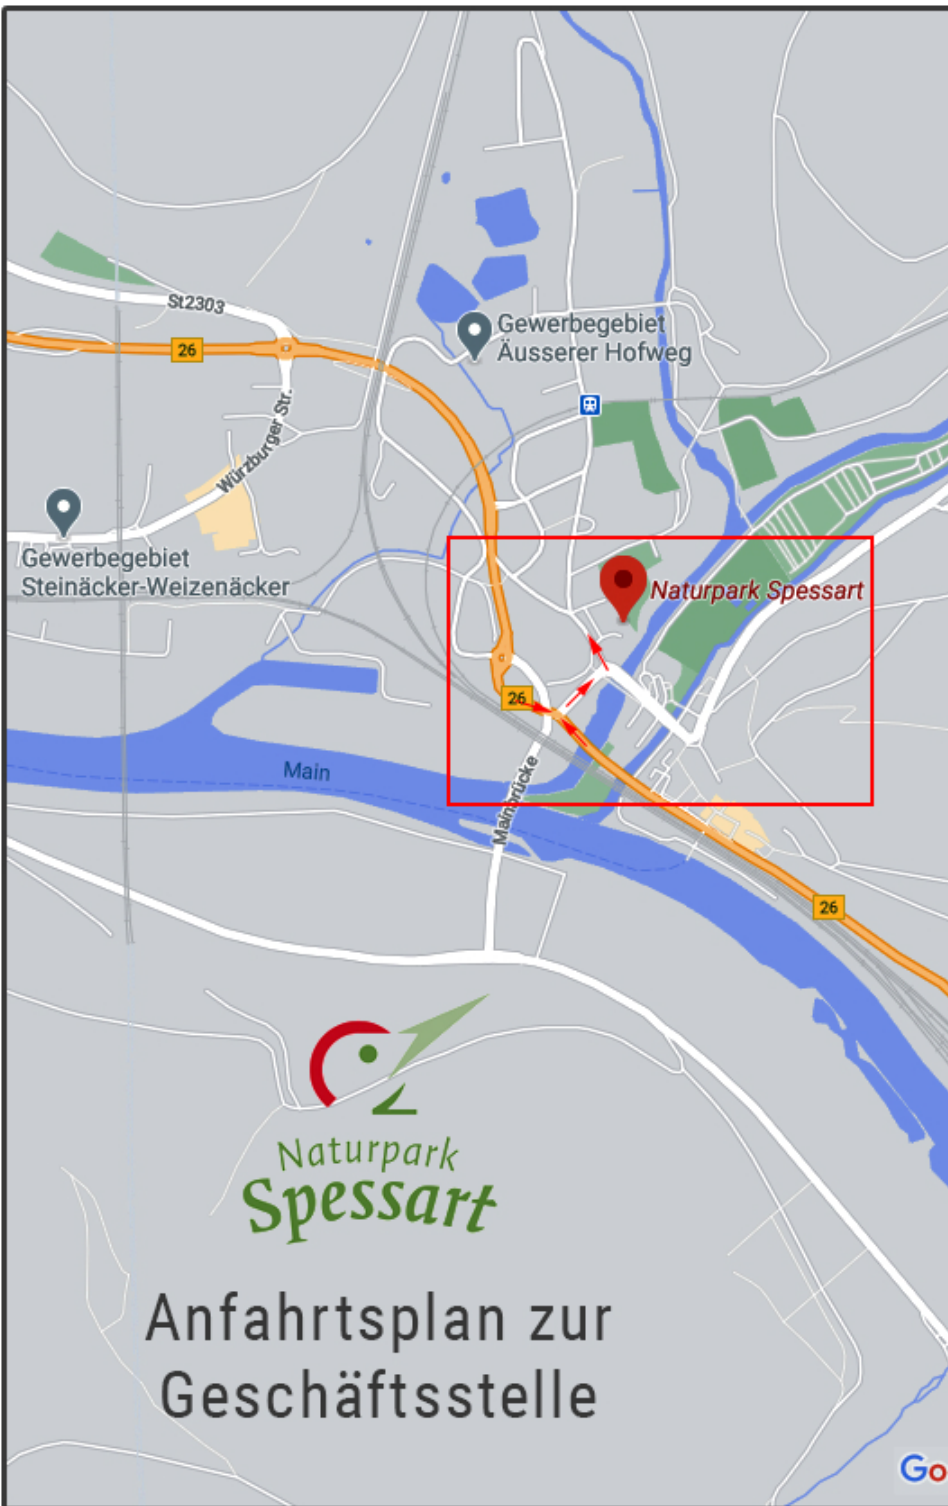 St2303
26
Gewerbegebiet
Äusserer Hofweg
Würzburger Str.
Gewerbegebiet
Steinäcker-Weizenäcker
Naturpark Spessart
26
Main
Mainbrücke
26
Naturpark
Spessart
Anfahrtsplan zur
Geschäftsstelle
Go